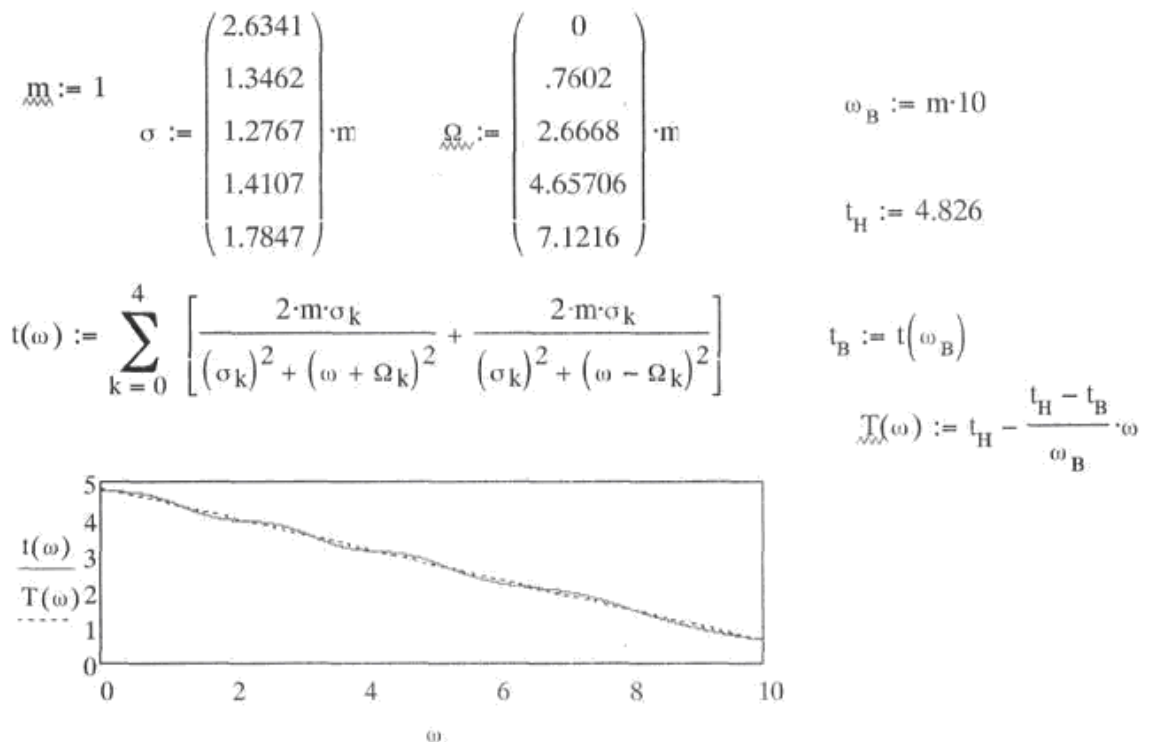 m := 1
σ := ( 2.6341 1.3462 1.2767 1.4107 1.7847 ) ·m
Ω := ( 0 .7602 2.6668 4.65706 7.1216 ) ·m
ω_B := m·10
t_H := 4.826
t(ω) := ∑_{k = 0}^{4} [ 2·m·σ_k / ((σ_k)^2 + (ω + Ω_k)^2) + 2·m·σ_k / ((σ_k)^2 + (ω − Ω_k)^2) ]
t_B := t(ω_B)
T(ω) := t_H − (t_H − t_B) / ω_B ·ω
t(ω)
T(ω)
5
4
3
2
1
0
0 2 4 6 8 10
ω